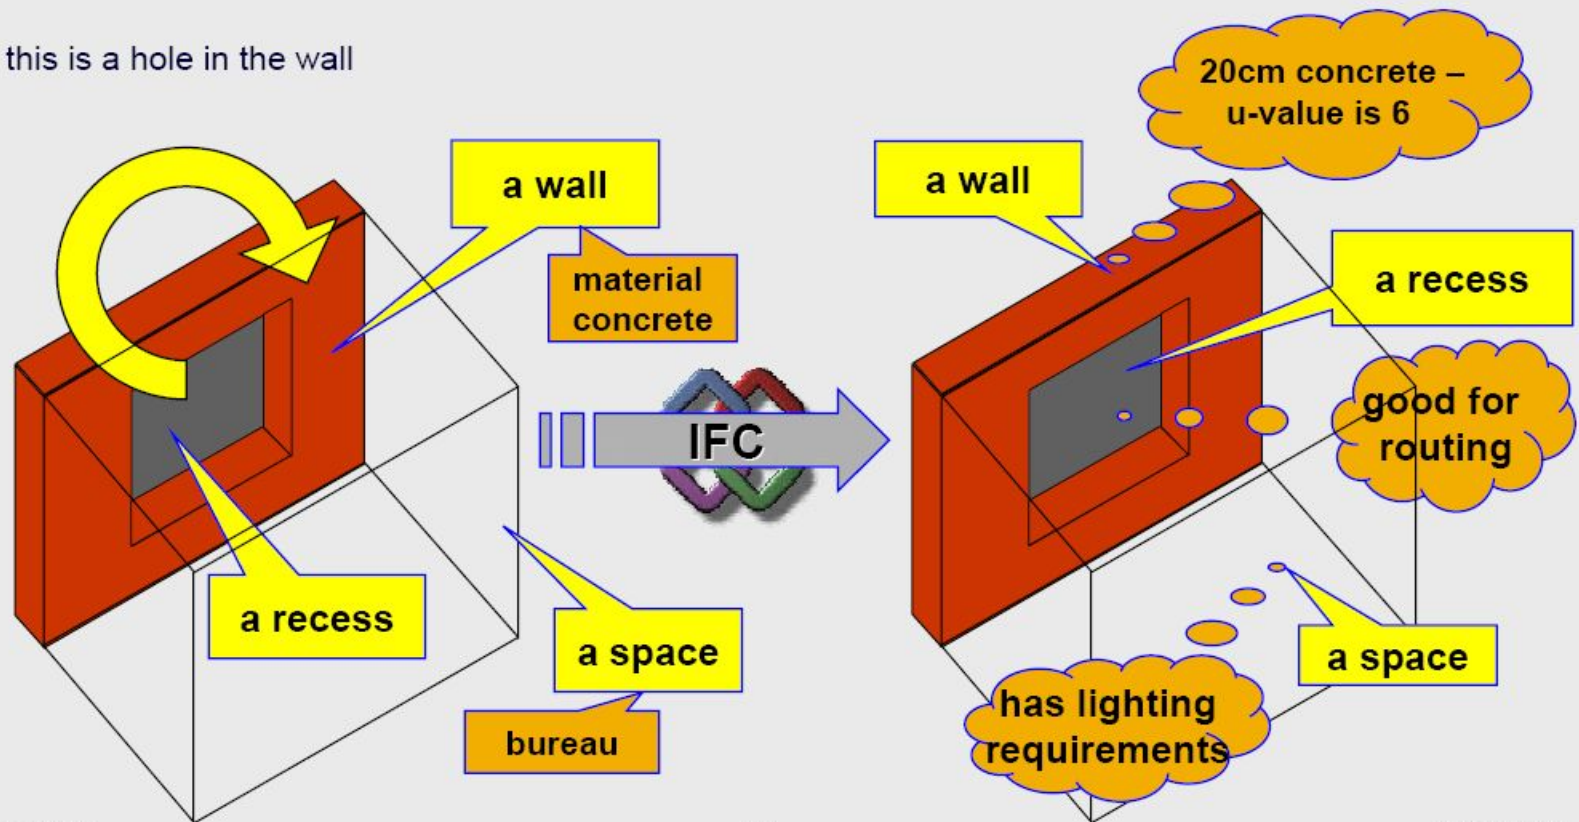 this is a hole in the wall
a wall
material
concrete
a recess
a space
bureau
IFC
20cm concrete –
u-value is 6
a wall
a recess
good for
routing
a space
has lighting
requirements